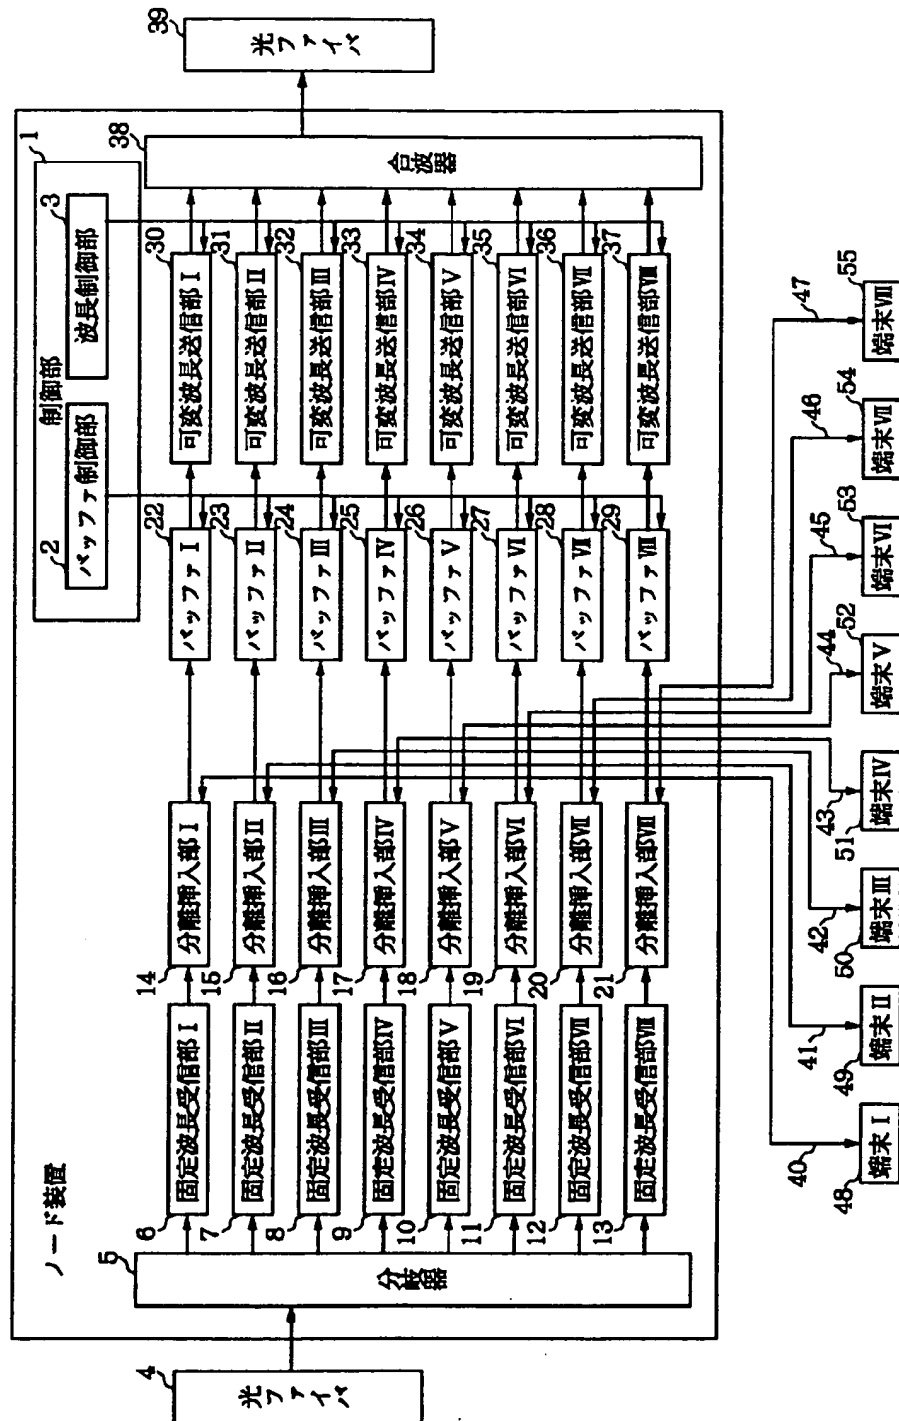 ノード装置
1
制御部
2
バッファ制御部
3
波長制御部
4
光ファイバ
5
分岐器
6
固定波長受信部Ⅰ
7
固定波長受信部Ⅱ
8
固定波長受信部Ⅲ
9
固定波長受信部Ⅳ
10
固定波長受信部Ⅴ
11
固定波長受信部Ⅵ
12
固定波長受信部Ⅶ
13
固定波長受信部Ⅷ
14
分離挿入部Ⅰ
15
分離挿入部Ⅱ
16
分離挿入部Ⅲ
17
分離挿入部Ⅳ
18
分離挿入部Ⅴ
19
分離挿入部Ⅵ
20
分離挿入部Ⅶ
21
分離挿入部Ⅷ
22
バッファⅠ
23
バッファⅡ
24
バッファⅢ
25
バッファⅣ
26
バッファⅤ
27
バッファⅥ
28
バッファⅦ
29
バッファⅧ
30
可変波長送信部Ⅰ
31
可変波長送信部Ⅱ
32
可変波長送信部Ⅲ
33
可変波長送信部Ⅳ
34
可変波長送信部Ⅴ
35
可変波長送信部Ⅵ
36
可変波長送信部Ⅶ
37
可変波長送信部Ⅷ
38
合波器
39
光ファイバ
40
41
42
43
44
45
46
47
48
端末Ⅰ
49
端末Ⅱ
50
端末Ⅲ
51
端末Ⅳ
52
端末Ⅴ
53
端末Ⅵ
54
端末Ⅶ
55
端末Ⅷ